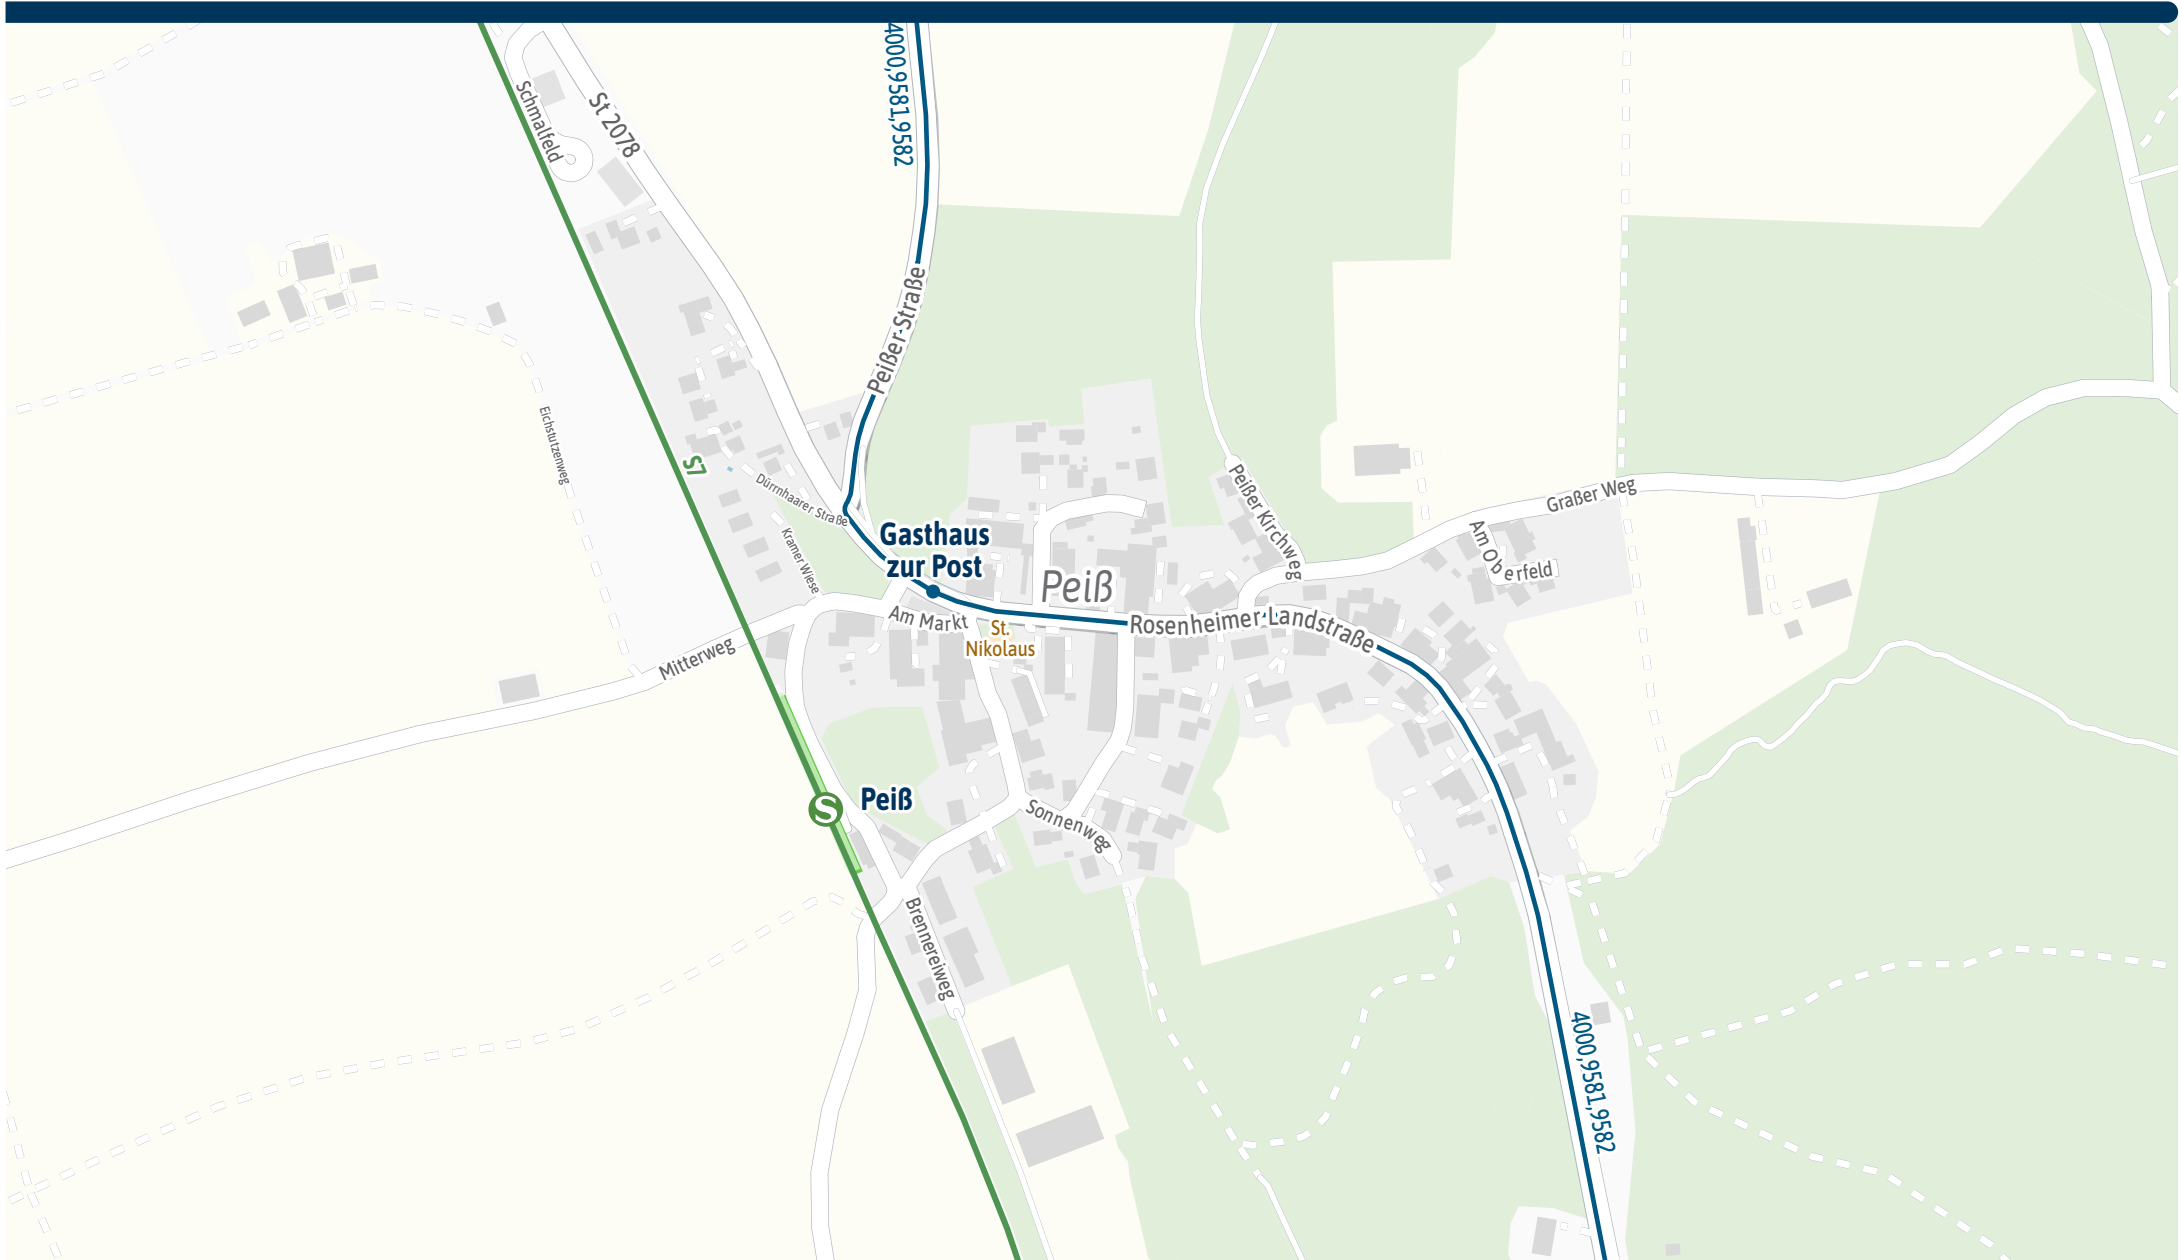 4000,9581,9582
Schmalfeld
St 2078
Peißer-Straße
Eichstutzenweg
S7
Dürrnhaarer Straße
Kramer Wiese
Gasthaus
zur Post
Peiß
Peißer Kirchweg
Graßer Weg
Am Oberfeld
Am Markt
St.
Nikolaus
Rosenheimer-Landstraße
Mitterweg
S
Peiß
Sonnenweg
Brennereiweg
4000,9581,9582